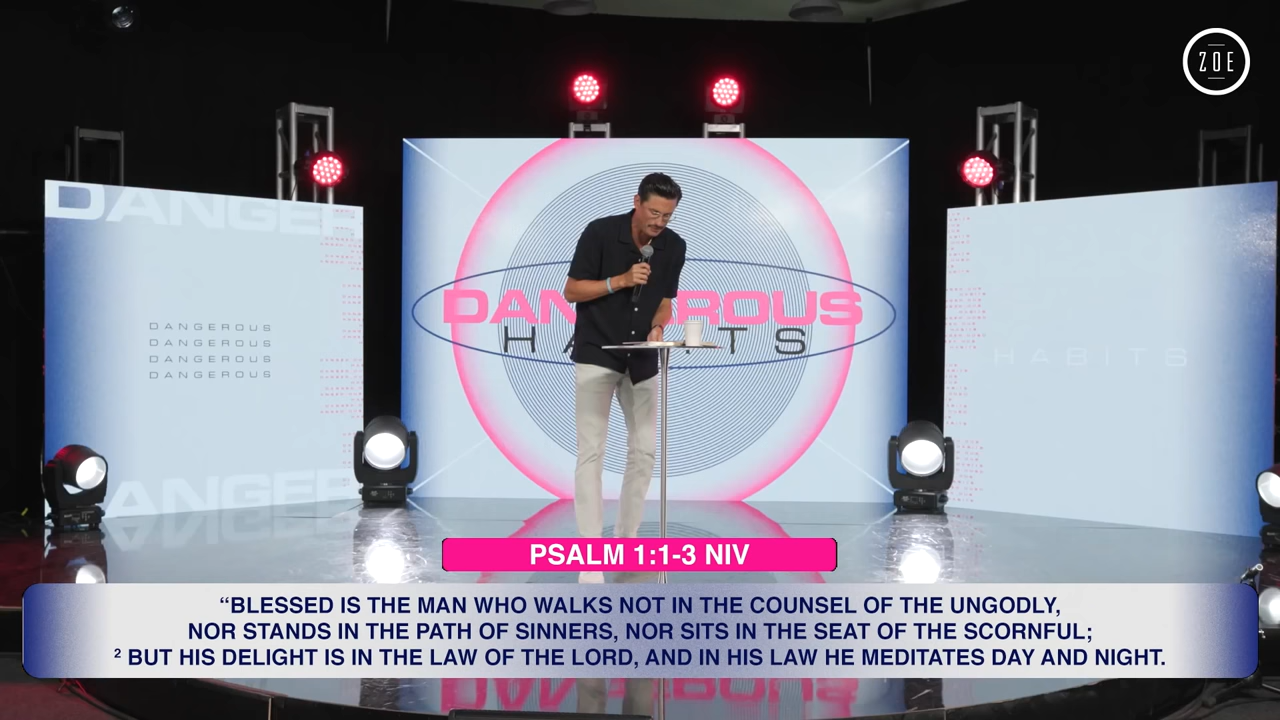 ZOE
DANGER
DANGEROUS
DANGEROUS
DANGEROUS
DANGEROUS
DAN EROUS
H ITS
HABITS
PSALM 1:1-3 NIV
“BLESSED IS THE MAN WHO WALKS NOT IN THE COUNSEL OF THE UNGODLY,
NOR STANDS IN THE PATH OF SINNERS, NOR SITS IN THE SEAT OF THE SCORNFUL;
² BUT HIS DELIGHT IS IN THE LAW OF THE LORD, AND IN HIS LAW HE MEDITATES DAY AND NIGHT.